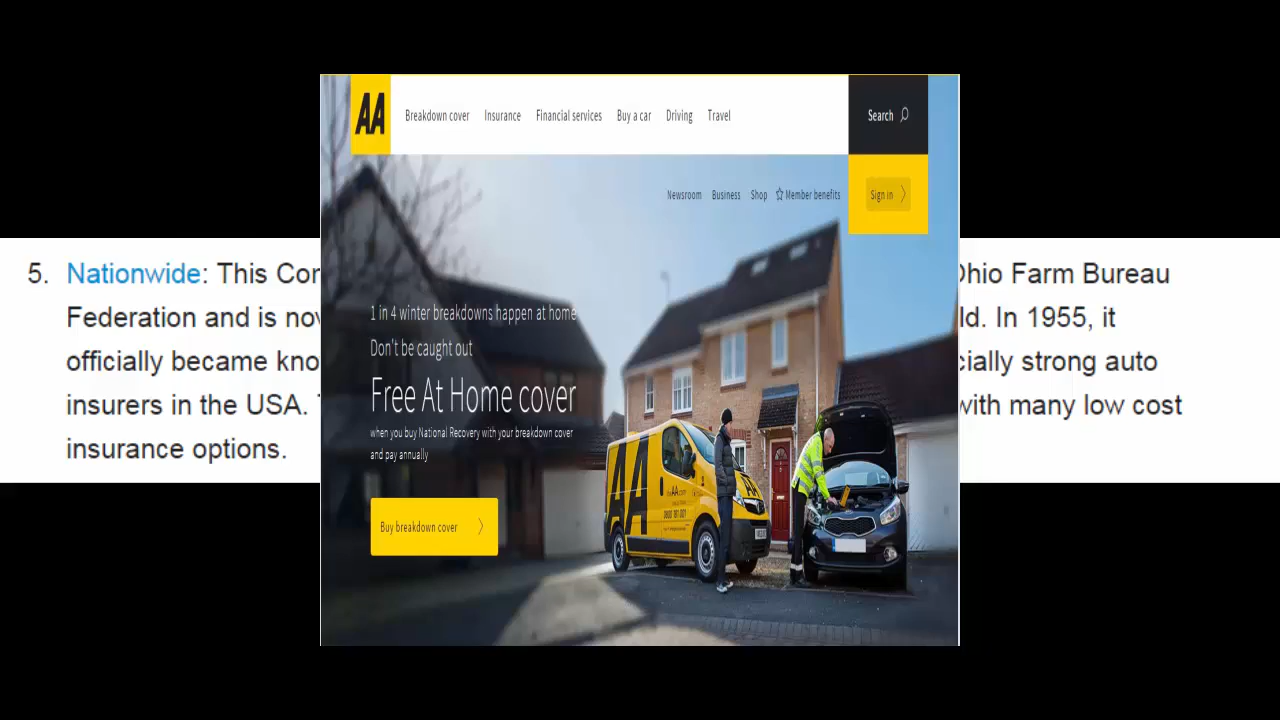 AA
Breakdown cover Insurance Financial services Buy a car Driving Travel
Search
Newsroom Business Shop Member benefits
Sign in
5. Nationwide: This Con
Ohio Farm Bureau
Federation and is nov
ld. In 1955, it
officially became kno
cially strong auto
insurers in the USA.
with many low cost
insurance options.
1 in 4 winter breakdowns happen at home
Don't be caught out
Free At Home cover
when you buy National Recovery with your breakdown cover
and pay annually
Buy breakdown cover
AA
AA